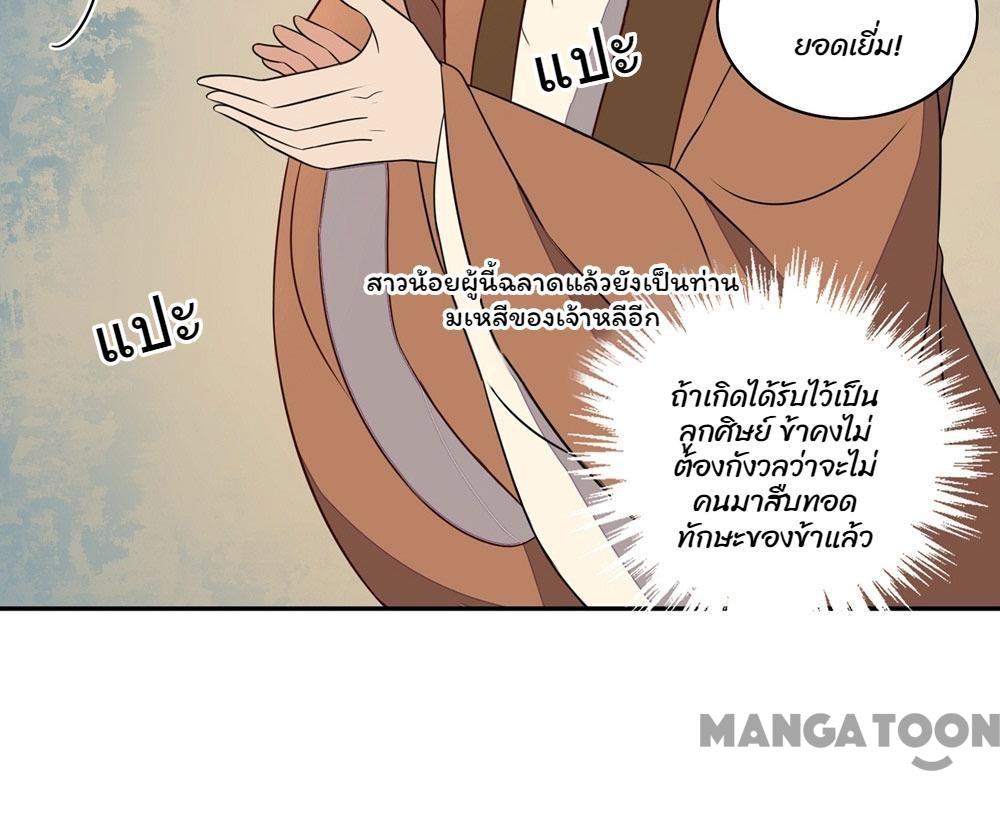 ยอดเยี่ยม!
แปะ
แปะ
สาวน้อยผู้นี้ฉลาดแล้วยังเป็นท่าน
มเหสีของเจ้าหลีอีก
ถ้าเกิดได้รับไว้เป็น
ลูกศิษย์ ข้าคงไม่
ต้องกังวลว่าจะไม่
คนมาสืบทอด
ทักษะของข้าแล้ว
MANGATOON